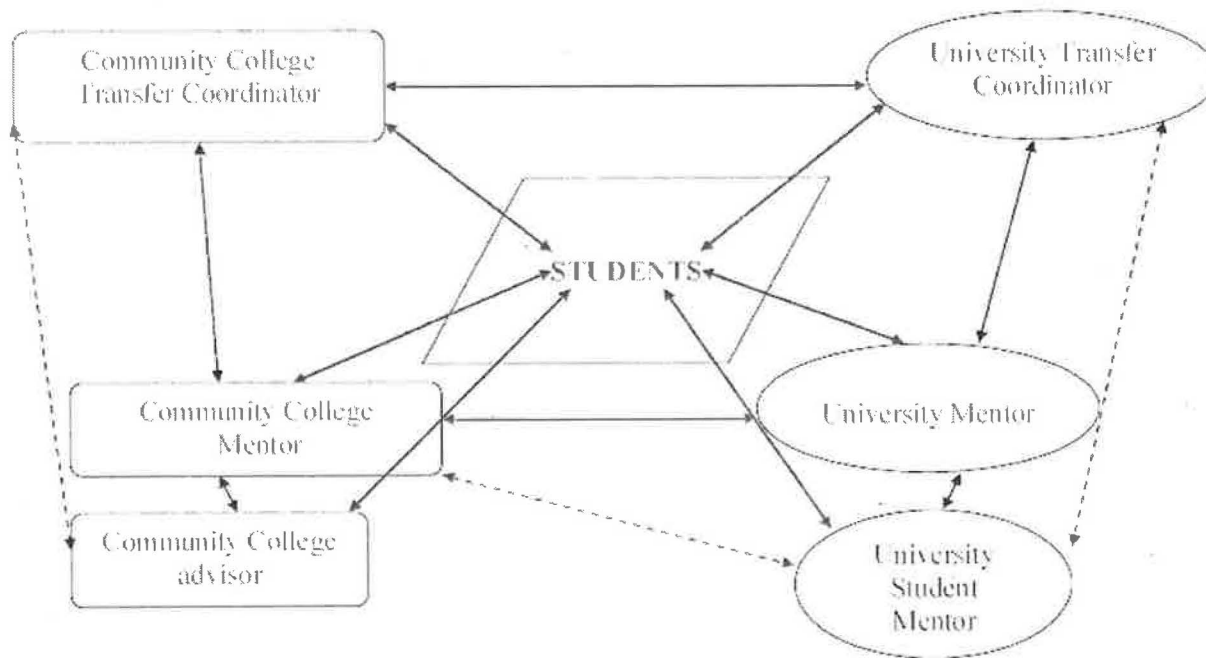 Community College
Transfer Coordinator
University Transfer
Coordinator
STUDENTS
Community College
Mentor
University Mentor
Community College
advisor
University
Student
Mentor